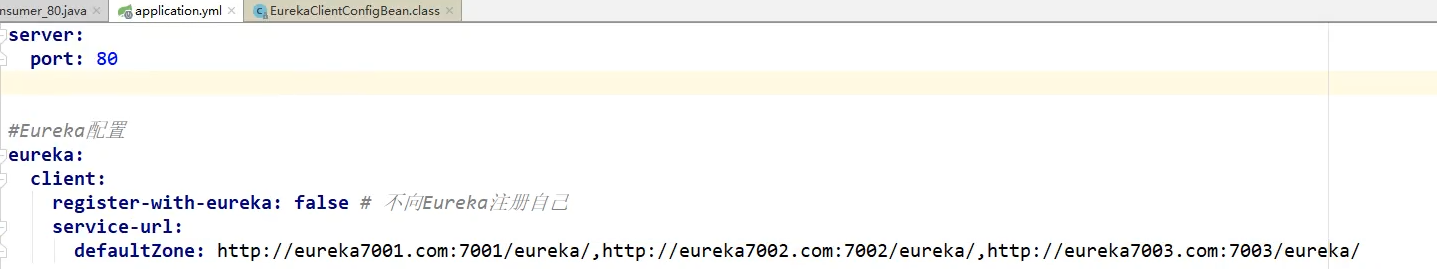 nsumer_80.java × application.yml × EurekaClientConfigBean.class ×
server:
port: 80
#Eureka配置
eureka:
client:
register-with-eureka: false # 不向Eureka注册自己
service-url:
defaultZone: http://eureka7001.com:7001/eureka/,http://eureka7002.com:7002/eureka/,http://eureka7003.com:7003/eureka/